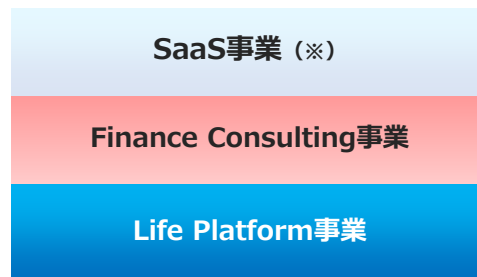 SaaS事業（※）
Finance Consulting事業
Life Platform事業